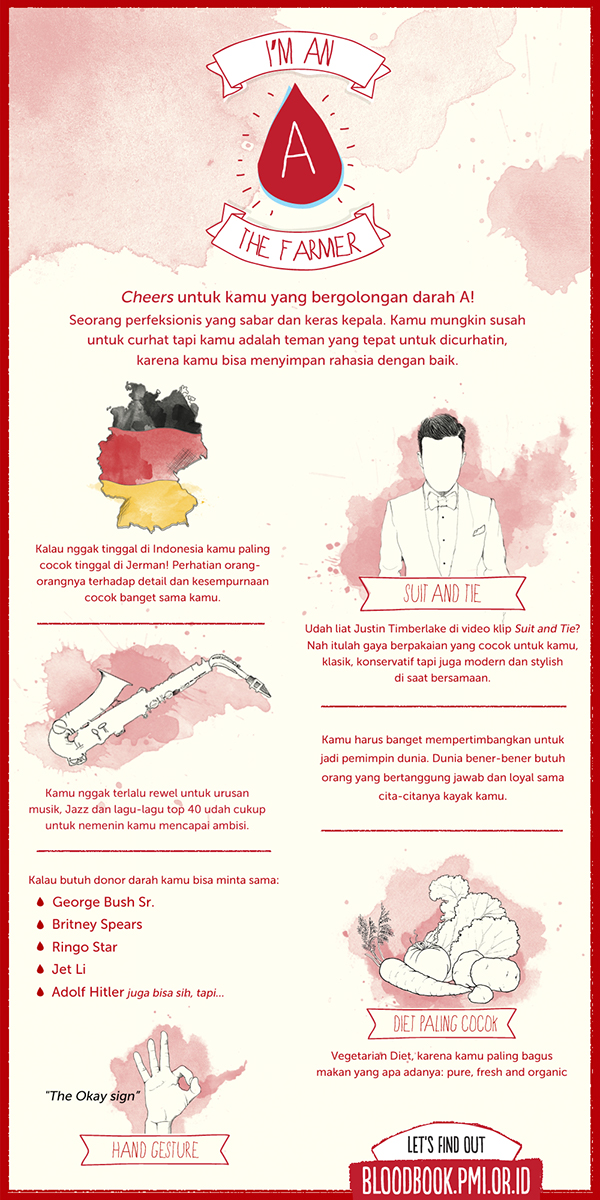 I'M AN
A
THE FARMER
Cheers untuk kamu yang bergolongan darah A!
Seorang perfeksionis yang sabar dan keras kepala. Kamu mungkin susah
untuk curhat tapi kamu adalah teman yang tepat untuk dicurhatin,
karena kamu bisa menyimpan rahasia dengan baik.
Kalau nggak tinggal di Indonesia kamu paling
cocok tinggal di Jerman! Perhatian orang-
orangnya terhadap detail dan kesempurnaan
cocok banget sama kamu.
SUIT AND TIE
Udah liat Justin Timberlake di video klip Suit and Tie?
Nah itulah gaya berpakaian yang cocok untuk kamu,
klasik, konservatif tapi juga modern dan stylish
di saat bersamaan.
Kamu nggak terlalu rewel untuk urusan
musik, Jazz dan lagu-lagu top 40 udah cukup
untuk nemenin kamu mencapai ambisi.
Kamu harus banget mempertimbangkan untuk
jadi pemimpin dunia. Dunia bener-bener butuh
orang yang bertanggung jawab dan loyal sama
cita-citanya kayak kamu.
Kalau butuh donor darah kamu bisa minta sama:
George Bush Sr.
Britney Spears
Ringo Star
Jet Li
Adolf Hitler juga bisa sih, tapi...
DIET PALING COCOK
Vegetarian Diet, karena kamu paling bagus
makan yang apa adanya: pure, fresh and organic
"The Okay sign"
HAND GESTURE
LET'S FIND OUT
BLOODBOOK.PMI.OR.ID